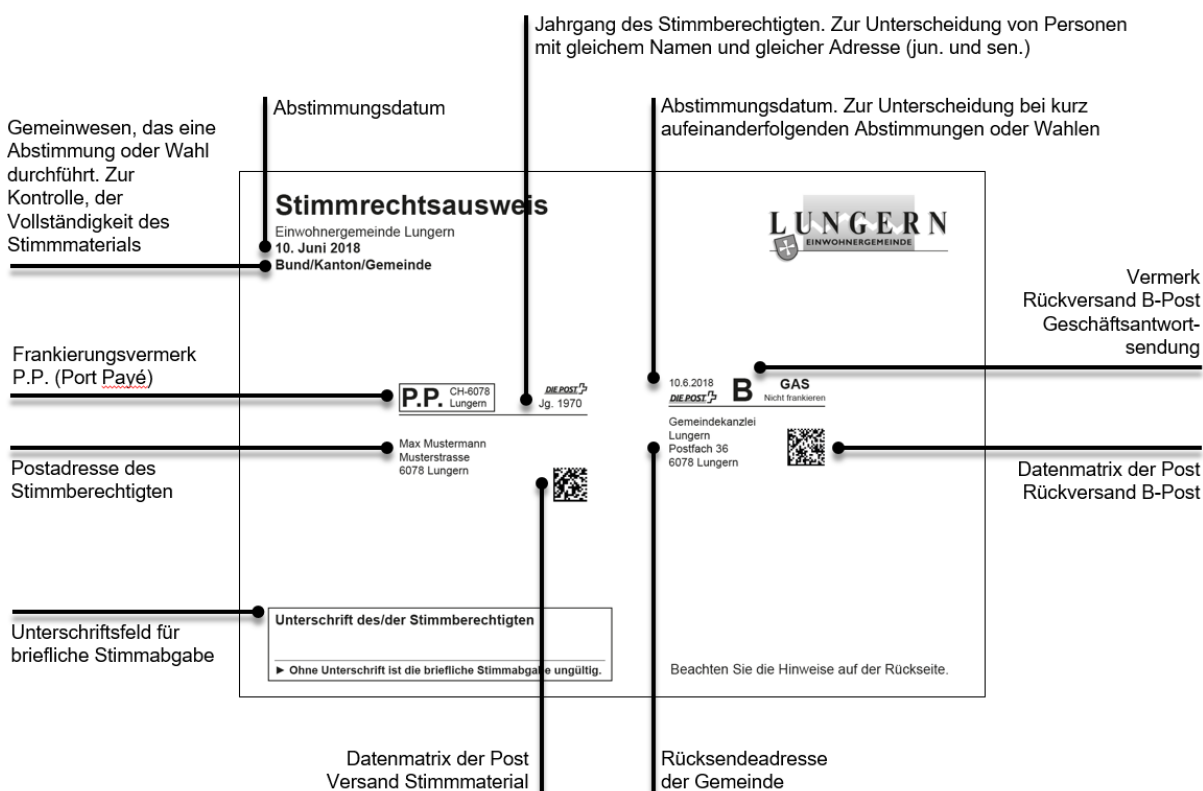 Jahrgang des Stimmberechtigten. Zur Unterscheidung von Personen
mit gleichem Namen und gleicher Adresse (jun. und sen.)
Abstimmungsdatum
Abstimmungsdatum. Zur Unterscheidung bei kurz
aufeinanderfolgenden Abstimmungen oder Wahlen
Gemeinwesen, das eine
Abstimmung oder Wahl
durchführt. Zur
Kontrolle, der
Vollständigkeit des
Stimmmaterials
Stimmrechtsausweis
Einwohnergemeinde Lungern
10. Juni 2018
Bund/Kanton/Gemeinde
LUNGERN
EINWOHNERGEMEINDE
Vermerk
Rückversand B-Post
Geschäftsantwort-
sendung
Frankierungsvermerk
P.P. (Port Payé)
P.P. CH-6078
Lungern
DIE POST
Jg. 1970
10.6.2018
DIE POST
B
GAS
Nicht frankieren
Max Mustermann
Musterstrasse
6078 Lungern
Gemeindekanzlei
Lungern
Postfach 36
6078 Lungern
Postadresse des
Stimmberechtigten
Datenmatrix der Post
Rückversand B-Post
Unterschriftsfeld für
briefliche Stimmabgabe
Unterschrift des/der Stimmberechtigten
► Ohne Unterschrift ist die briefliche Stimmabgabe ungültig.
Beachten Sie die Hinweise auf der Rückseite.
Datenmatrix der Post
Versand Stimmmaterial
Rücksendeadresse
der Gemeinde